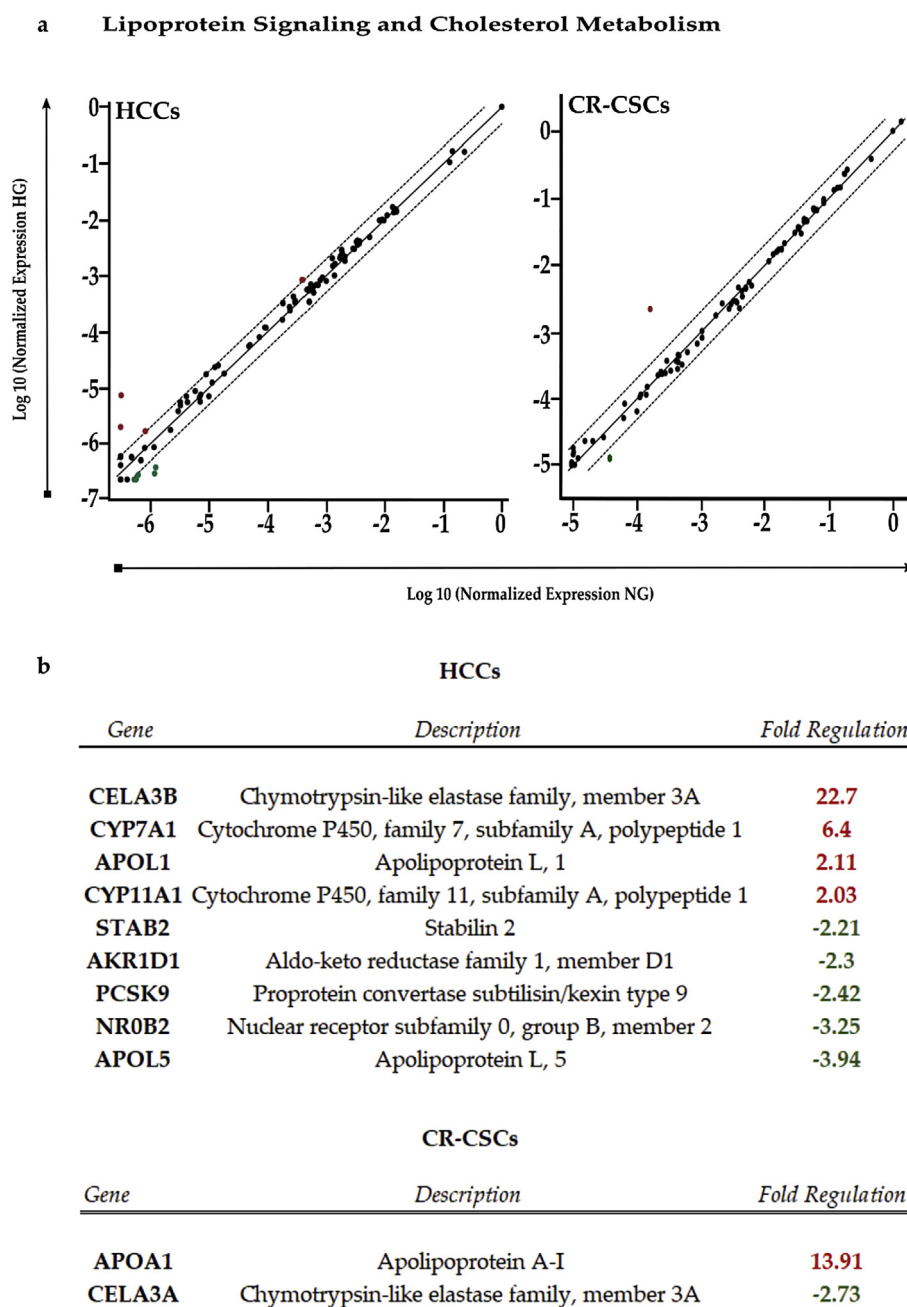 a Lipoprotein Signaling and Cholesterol Metabolism
HCCs
CR-CSCs
Log 10 (Normalized Expression HG)
0
-1
-2
-3
-4
-5
-6
-7
-6 -5 -4 -3 -2 -1 0
0
-1
-2
-3
-4
-5
-5 -4 -3 -2 -1 0
Log 10 (Normalized Expression NG)
b
HCCs
Gene Description Fold Regulation
CELA3B Chymotrypsin-like elastase family, member 3A 22.7
CYP7A1 Cytochrome P450, family 7, subfamily A, polypeptide 1 6.4
APOL1 Apolipoprotein L, 1 2.11
CYP11A1 Cytochrome P450, family 11, subfamily A, polypeptide 1 2.03
STAB2 Stabilin 2 -2.21
AKR1D1 Aldo-keto reductase family 1, member D1 -2.3
PCSK9 Proprotein convertase subtilisin/kexin type 9 -2.42
NR0B2 Nuclear receptor subfamily 0, group B, member 2 -3.25
APOL5 Apolipoprotein L, 5 -3.94
CR-CSCs
Gene Description Fold Regulation
APOA1 Apolipoprotein A-I 13.91
CELA3A Chymotrypsin-like elastase family, member 3A -2.73